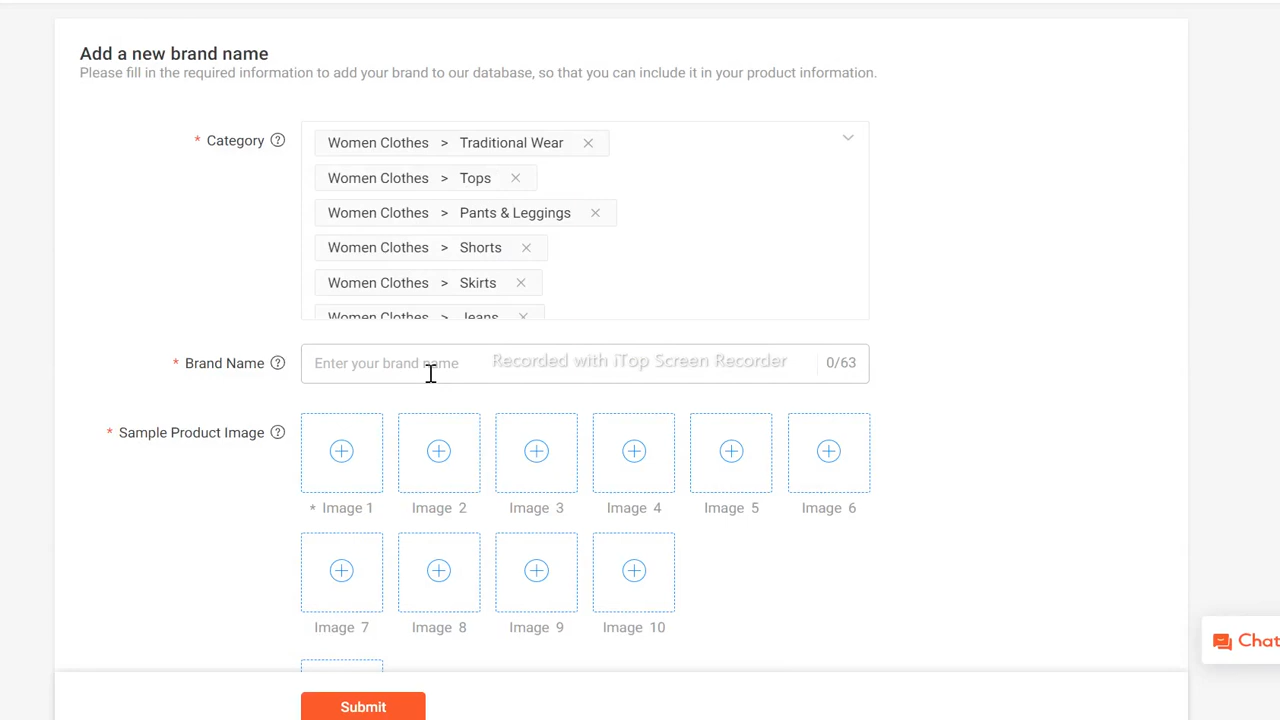 Add a new brand name
Please fill in the required information to add your brand to our database, so that you can include it in your product information.
* Category ?
Women Clothes > Traditional Wear ×
Women Clothes > Tops ×
Women Clothes > Pants & Leggings ×
Women Clothes > Shorts ×
Women Clothes > Skirts ×
Women Clothes > Jeans ×
* Brand Name ?
Enter your brand name
0/63
Recorded with iTop Screen Recorder
* Sample Product Image ?
* Image 1
Image 2
Image 3
Image 4
Image 5
Image 6
Image 7
Image 8
Image 9
Image 10
Chat
Submit